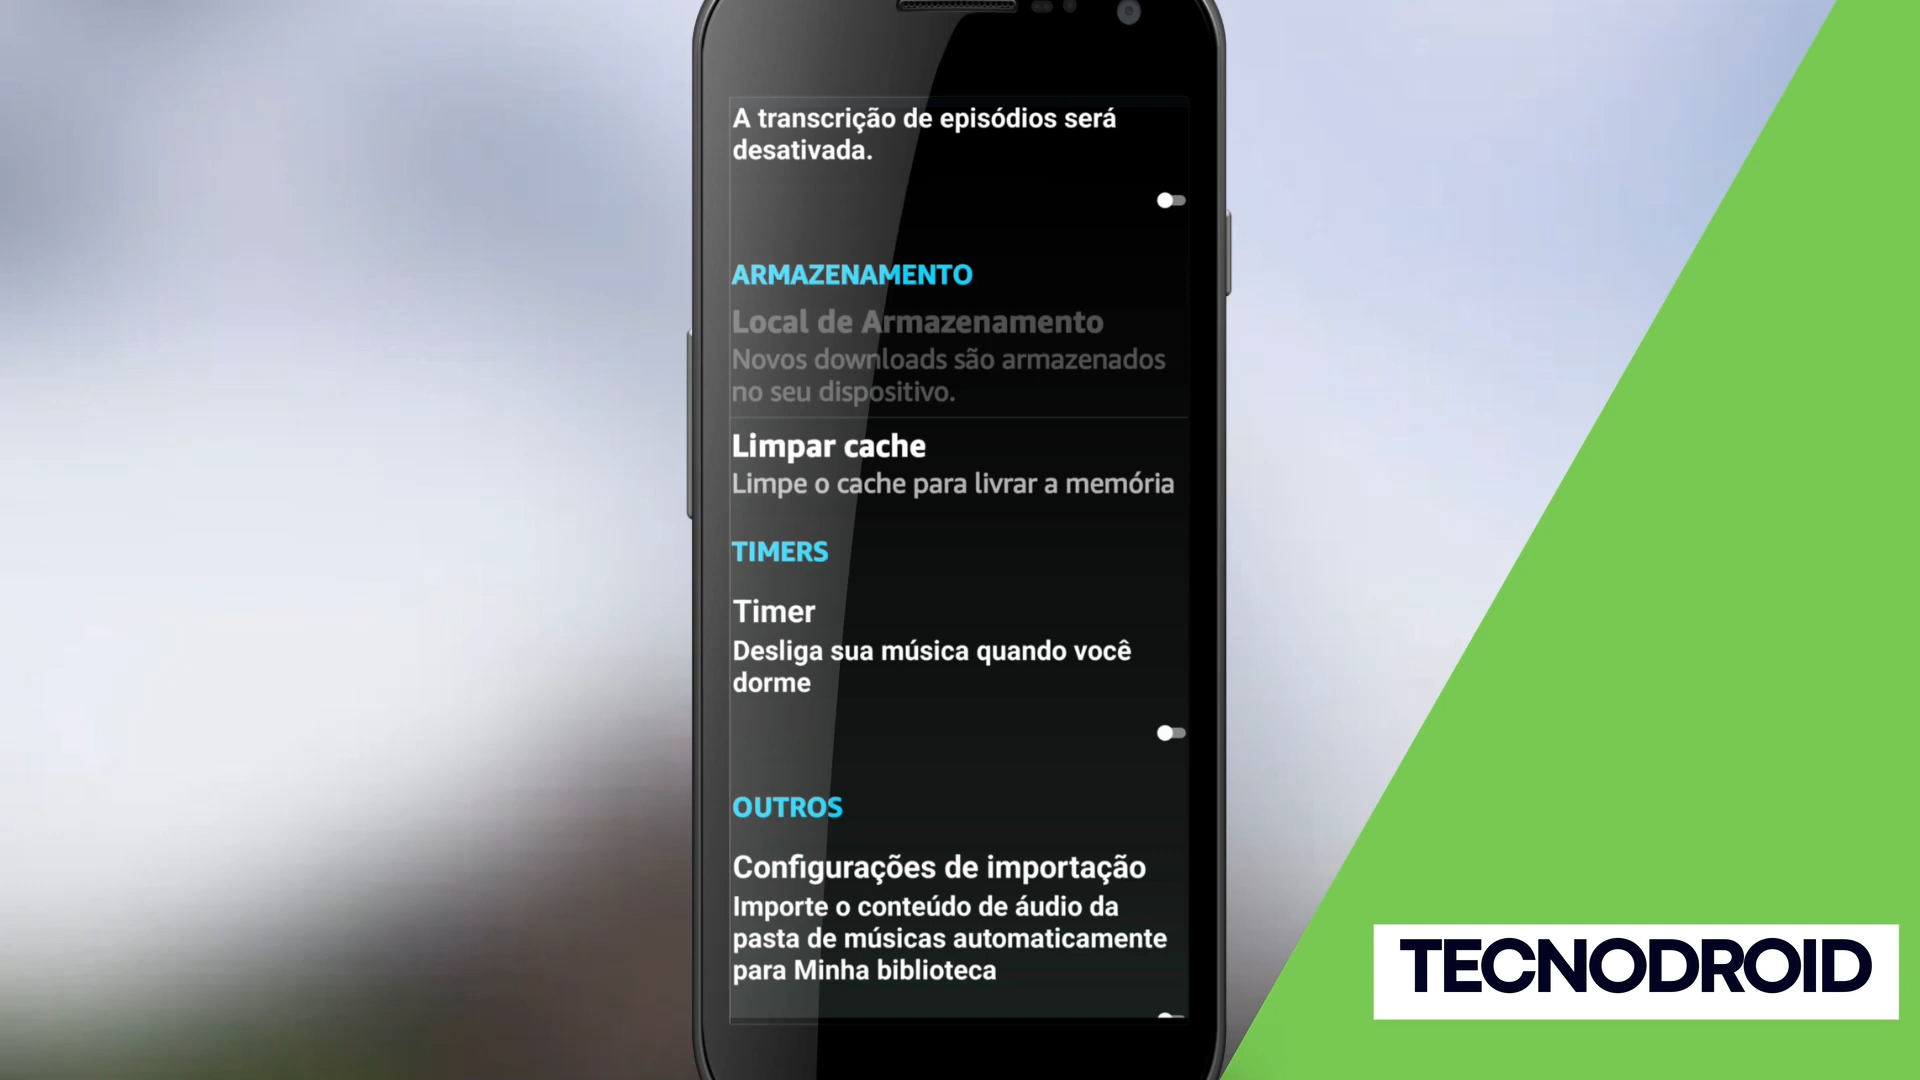 A transcrição de episódios será
desativada.
ARMAZENAMENTO
Local de Armazenamento
Novos downloads são armazenados
no seu dispositivo.
Limpar cache
Limpe o cache para livrar a memória
TIMERS
Timer
Desliga sua música quando você
dorme
OUTROS
Configurações de importação
Importe o conteúdo de áudio da
pasta de músicas automaticamente
para Minha biblioteca
TECNODROID